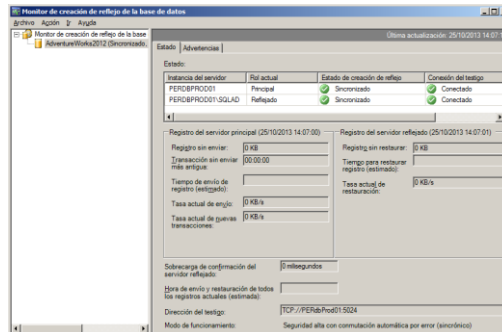 Monitor de creación de reflejo de la base de datos
Archivo Acción Ir Ayuda
Monitor de creación de reflejo de la base
AdventureWorks2012 (Sincronizado,
Última actualización: 25/10/2013 14:07:
Estado Advertencias
Estado:
Instancia del servidor Rol actual Estado de creación de reflejo Conexión del testigo
PERDBPROD01 Principal Sincronizado Conectado
PERDBPROD01\SQLAD Reflejado Sincronizado Conectado
Registro del servidor principal (25/10/2013 14:07:00)
Registro sin enviar: 0 KB
Transacción sin enviar más antigua: 00:00:00
Tiempo de envío de registro (estimado):
Tasa actual de envío: 0 KB/s
Tasa actual de nuevas transacciones: 0 KB/s
Registro del servidor reflejado (25/10/2013 14:07:01)
Registro sin restaurar: 0 KB
Tiempo para restaurar registro (estimado):
Tasa actual de restauración: 0 KB/s
Sobrecarga de confirmación del servidor reflejado: 0 milisegundos
Hora de envío y restauración de todos los registros actuales (estimada):
Dirección del testigo: TCP://PERdbProd01:5024
Modo de funcionamiento: Seguridad alta con conmutación automática por error (sincrónico)